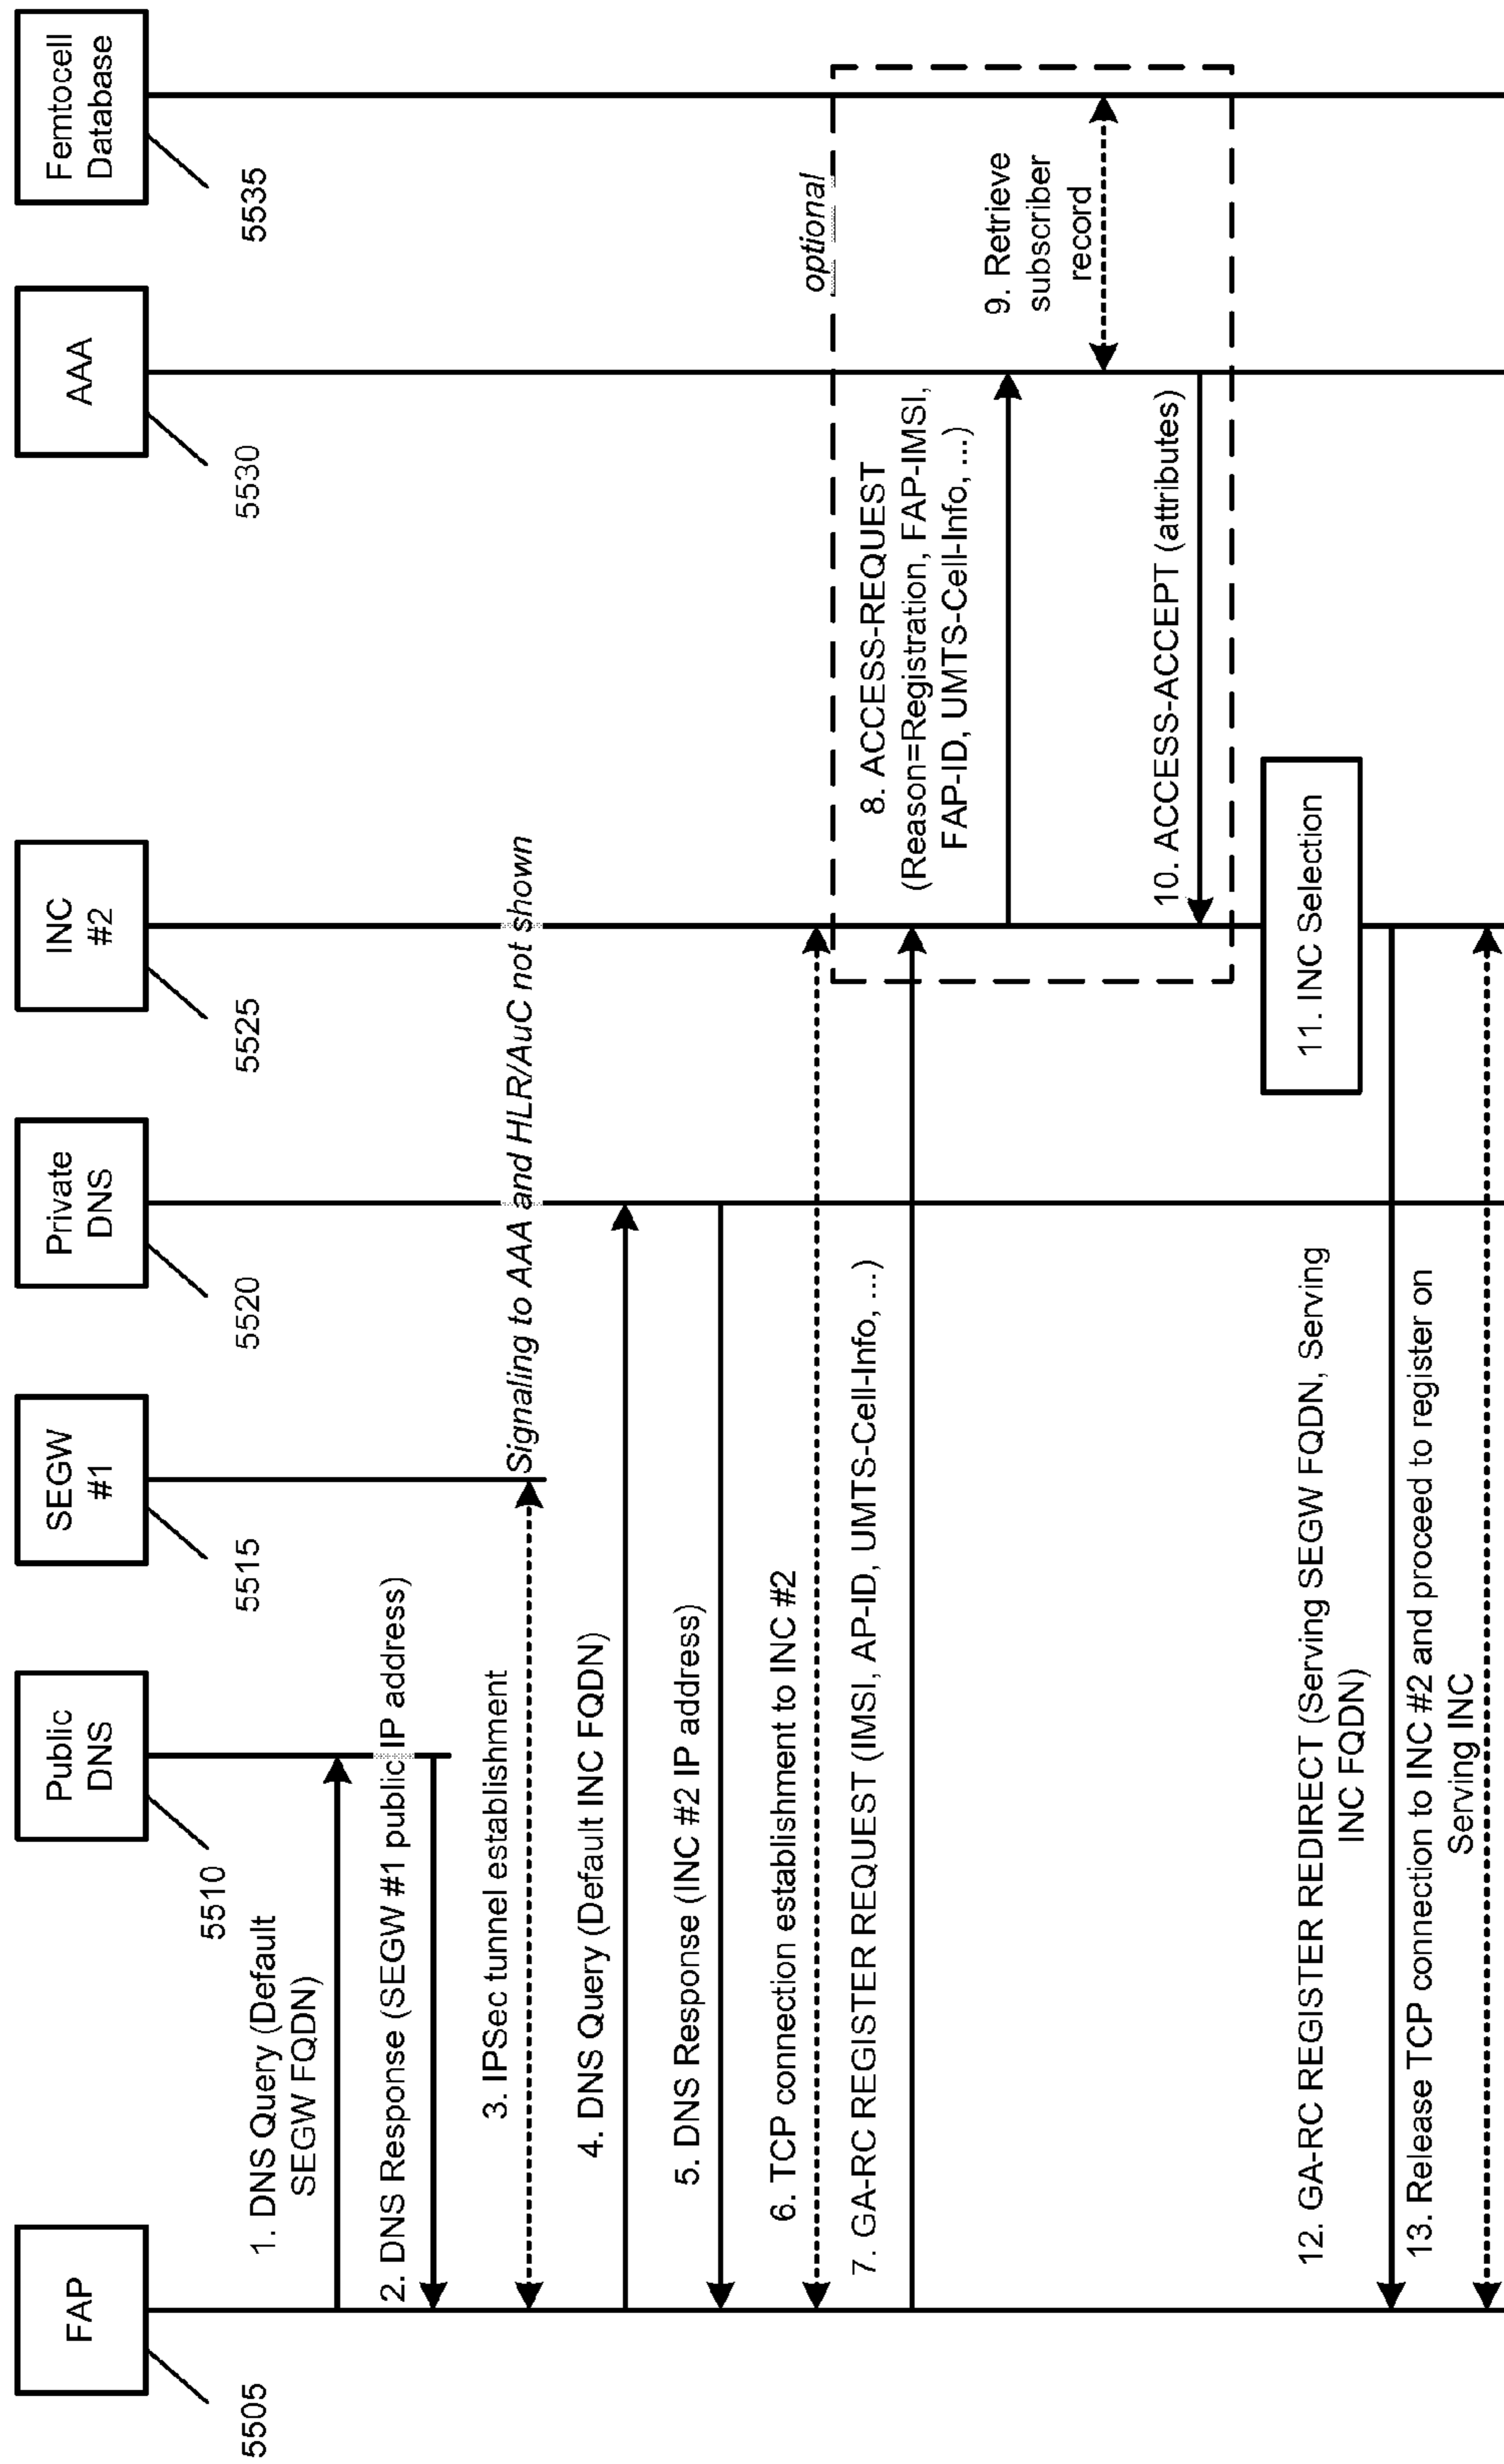 FAP
5505
Public
DNS
5510
SEGW
#1
5515
Private
DNS
5520
INC
#2
5525
AAA
5530
Femtocell
Database
5535
1. DNS Query (Default
SEGW FQDN)
2. DNS Response (SEGW #1 public IP address)
3. IPSec tunnel establishment
Signaling to AAA and HLR/AuC not shown
4. DNS Query (Default INC FQDN)
5. DNS Response (INC #2 IP address)
6. TCP connection establishment to INC #2
optional
7. GA-RC REGISTER REQUEST (IMSI, AP-ID, UMTS-Cell-Info, ...)
8. ACCESS-REQUEST
(Reason=Registration, FAP-IMSI,
FAP-ID, UMTS-Cell-Info, ...)
9. Retrieve
subscriber
record
10. ACCESS-ACCEPT (attributes)
11. INC Selection
12. GA-RC REGISTER REDIRECT (Serving SEGW FQDN, Serving
INC FQDN)
13. Release TCP connection to INC #2 and proceed to register on
Serving INC